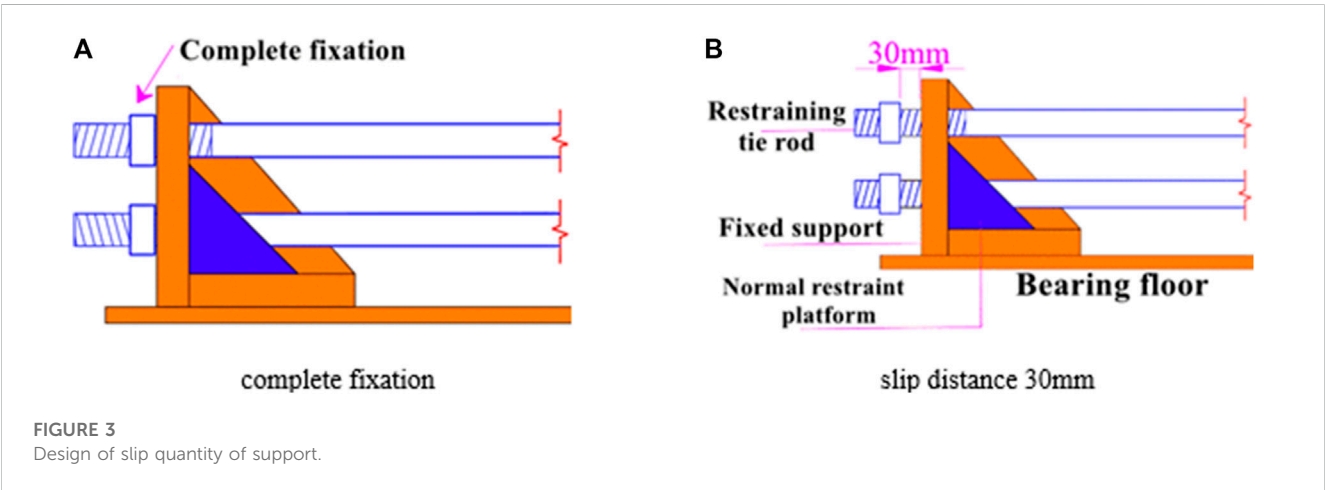 A
Complete fixation
complete fixation
B
30mm
Restraining
tie rod
Fixed support
Normal restraint
platform
Bearing floor
slip distance 30mm
FIGURE 3
Design of slip quantity of support.